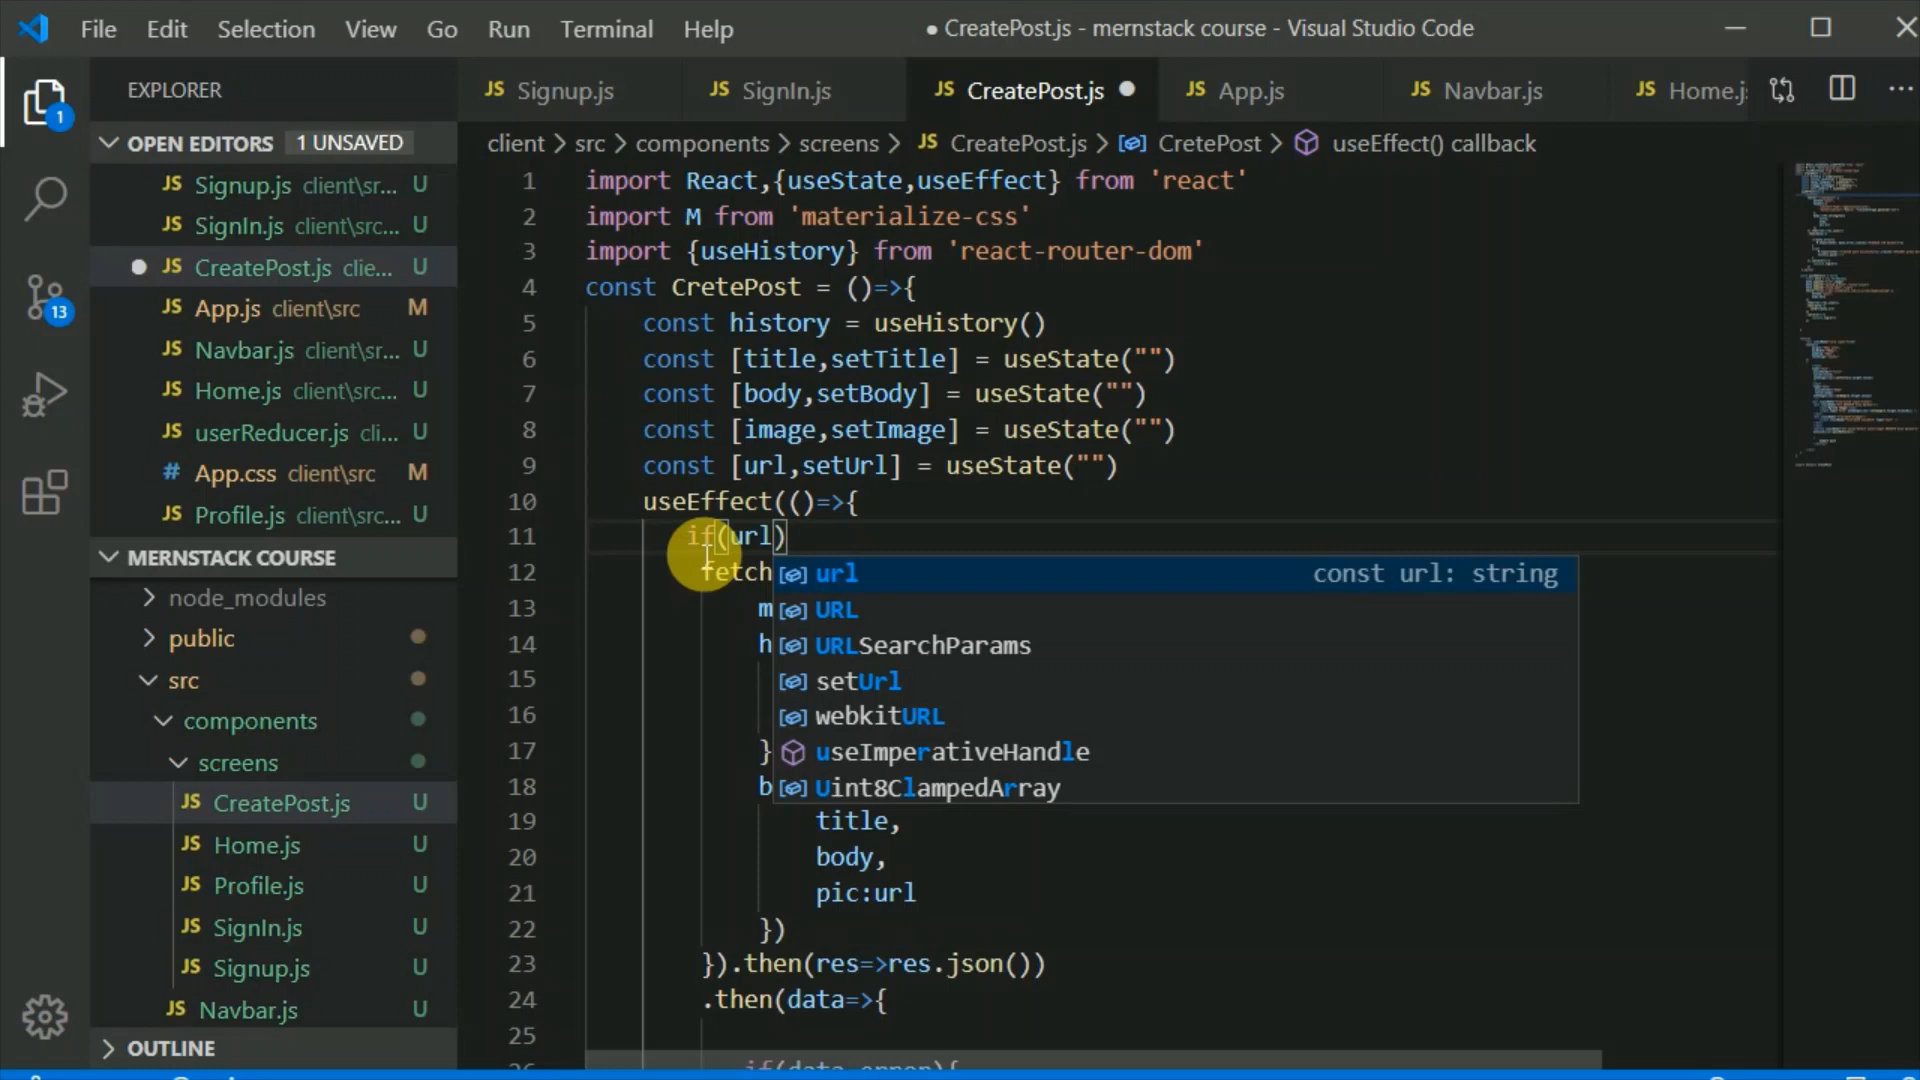 File Edit Selection View Go Run Terminal Help
● CreatePost.js - mernstack course - Visual Studio Code
EXPLORER
OPEN EDITORS 1 UNSAVED
JS Signup.js client\sr... U
JS SignIn.js client\src... U
JS CreatePost.js clie... U
JS App.js client\src M
JS Navbar.js client\sr... U
JS Home.js client\src... U
JS userReducer.js cli... U
# App.css client\src M
JS Profile.js client\src... U
MERNSTACK COURSE
node_modules
public
src
components
screens
JS CreatePost.js U
JS Home.js U
JS Profile.js U
JS SignIn.js U
JS Signup.js U
JS Navbar.js U
OUTLINE
1
13
JS Signup.js JS SignIn.js JS CreatePost.js JS App.js JS Navbar.js JS Home.j
client > src > components > screens > JS CreatePost.js > CretePost > useEffect() callback
1 import React,{useState,useEffect} from 'react'
2 import M from 'materialize-css'
3 import {useHistory} from 'react-router-dom'
4 const CretePost = ()=>{
5 const history = useHistory()
6 const [title,setTitle] = useState("")
7 const [body,setBody] = useState("")
8 const [image,setImage] = useState("")
9 const [url,setUrl] = useState("")
10 useEffect(()=>{
11 if(url)
12 fetch
13 m
14 h
15
16
17 }
18 b
19 title,
20 body,
21 pic:url
22 })
23 }).then(res=>res.json())
24 .then(data=>{
25
26 if(data.error){
url const url: string
URL
URLSearchParams
setUrl
webkitURL
useImperativeHandle
Uint8ClampedArray